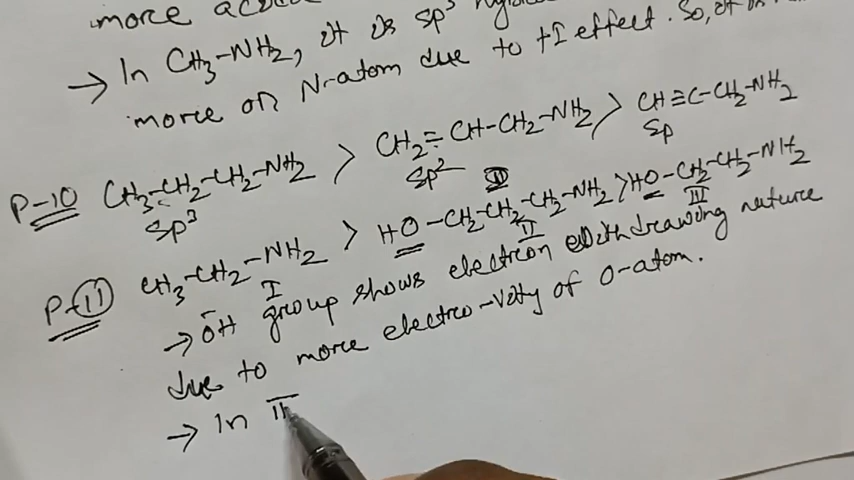 more
→ In CH3-NH2, it is sp3
more on N-atom due to +I effect. So, it
P-10 CH3-CH2-CH2-NH2 > CH2=CH-CH2-NH2 > CH≡C-CH2-NH2
sp3 sp2 sp
P-11 CH3-CH2-NH2 > HO-CH2-CH2-CH2-NH2 > HO-CH2-CH2-NH2
I II III
→ OH group shows electron withdrawing nature
due to more electro-vity of O-atom.
→ In II